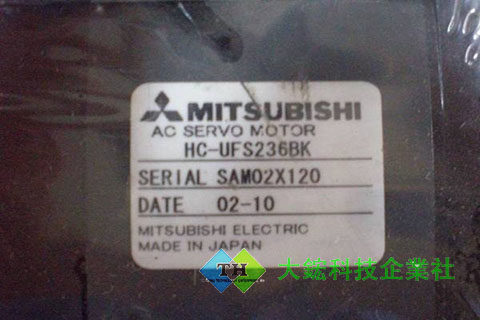 MITSUBISHI
AC SERVO MOTOR
HC-UFS236BK
SERIAL SAM02X120
DATE 02-10
MITSUBISHI ELECTRIC
MADE IN JAPAN
TH
大鋐科技企業社